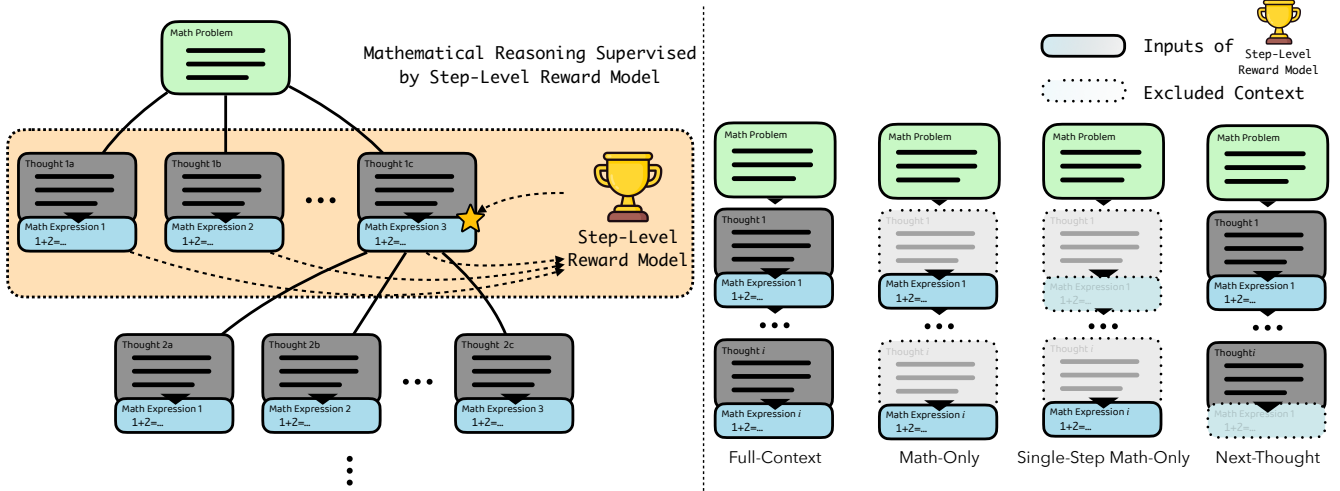 Math Problem
Mathematical Reasoning Supervised
by Step-Level Reward Model
Thought 1a
Math Expression 1
1+2=...
Thought 1b
Math Expression 2
1+2=...
...
Thought 1c
Math Expression 3
1+2=...
Step-Level
Reward Model
Thought 2a
Math Expression 1
1+2=...
Thought 2b
Math Expression 2
1+2=...
...
Thought 2c
Math Expression 3
1+2=...
Inputs of
Step-Level
Reward Model
Excluded Context
Math Problem
Thought 1
Math Expression 1
1+2=...
...
Thought i
Math Expression i
1+2=...
Full-Context
Math Problem
Thought 1
Math Expression 1
1+2=...
...
Thought i
Math Expression i
1+2=...
Math-Only
Math Problem
Thought 1
Math Expression 1
1+2=...
...
Thought i
Math Expression i
1+2=...
Single-Step Math-Only
Math Problem
Thought 1
Math Expression 1
1+2=...
...
Thoughti
Math Expression 1
1+2=...
Next-Thought